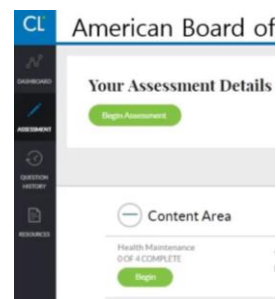 CL
American Board of
DASHBOARD
Your Assessment Details
Begin Assessment
ASSESSMENT
QUESTION
HISTORY
Content Area
RESOURCES
Health Maintenance
0 OF 4 COMPLETE
Begin